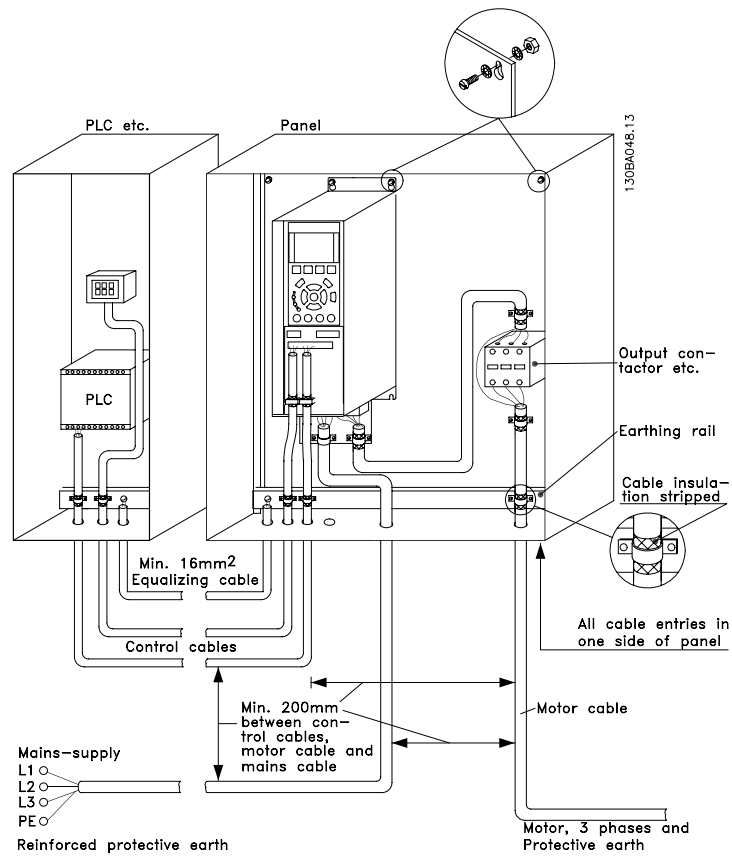 PLC etc.
Panel
130BA048.13
PLC
Output con-
tactor etc.
Earthing rail
Cable insula-
tion stripped
Min. 16mm2
Equalizing cable
Control cables
All cable entries in
one side of panel
Min. 200mm
between con-
trol cables,
motor cable and
mains cable
Motor cable
Mains-supply
L1
L2
L3
PE
Reinforced protective earth
Motor, 3 phases and
Protective earth